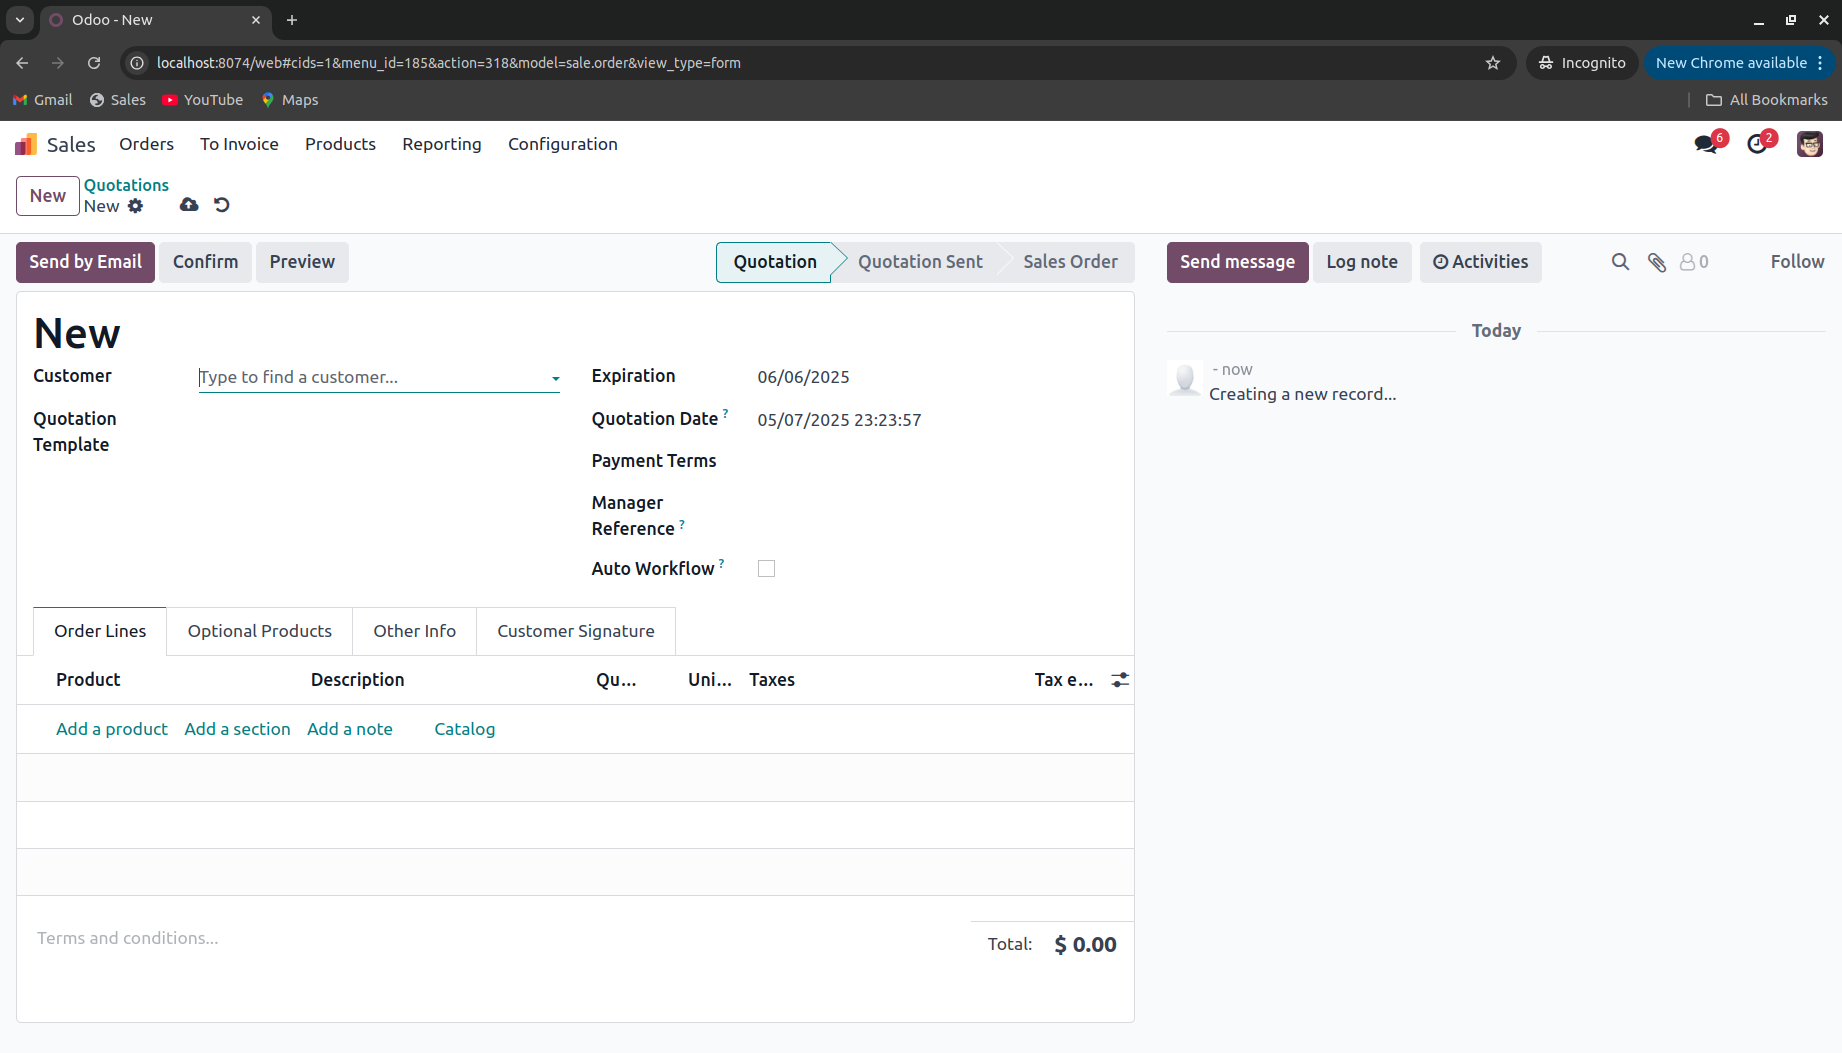 Odoo - New
localhost:8074/web#cids=1&menu_id=185&action=318&model=sale.order&view_type=form
Incognito
New Chrome available
Gmail Sales YouTube Maps
All Bookmarks
Sales Orders To Invoice Products Reporting Configuration
6 2
New
Quotations
New
Send by Email Confirm Preview
Quotation Quotation Sent Sales Order
Send message Log note Activities
0 Follow
New
Customer Type to find a customer...
Quotation
Template
Expiration 06/06/2025
Quotation Date ? 05/07/2025 23:23:57
Payment Terms
Manager
Reference ?
Auto Workflow ?
Today
- now
Creating a new record...
Order Lines Optional Products Other Info Customer Signature
Product Description Qu... Uni... Taxes Tax e...
Add a product Add a section Add a note Catalog
Terms and conditions...
Total: $ 0.00